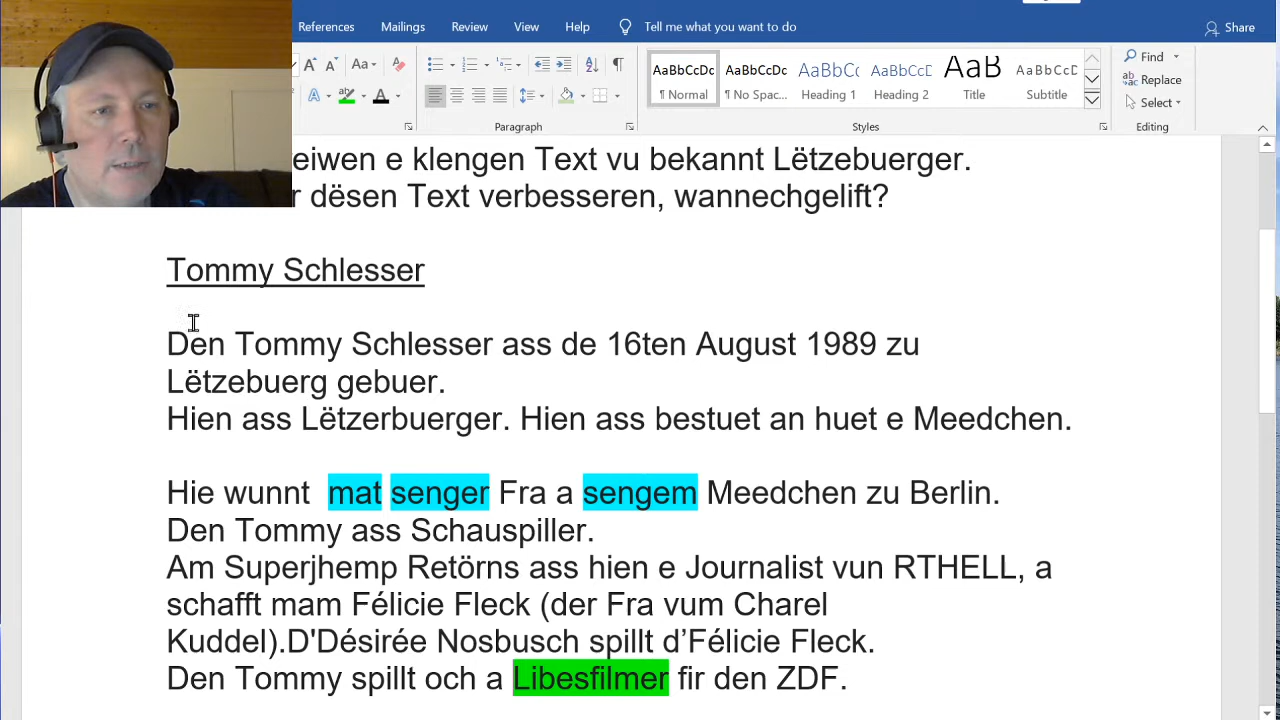 References Mailings Review View Help Tell me what you want to do Share
Aa
Find
Replace
Select
AaBbCcDc AaBbCcDc AaBbCc AaBbCcC AaB AaBbCcD
¶ Normal ¶ No Spac... Heading 1 Heading 2 Title Subtitle
Paragraph Styles Editing
eiwen e klengen Text vu bekannt Lëtzebuerger.
r dësen Text verbesseren, wannechgelift?
Tommy Schlesser
Den Tommy Schlesser ass de 16ten August 1989 zu
Lëtzebuerg gebuer.
Hien ass Lëtzerbuerger. Hien ass bestuet an huet e Meedchen.
Hie wunnt mat senger Fra a sengem Meedchen zu Berlin.
Den Tommy ass Schauspiller.
Am Superjhemp Retörns ass hien e Journalist vun RTHELL, a
schafft mam Félicie Fleck (der Fra vum Charel
Kuddel).D'Désirée Nosbusch spillt d’Félicie Fleck.
Den Tommy spillt och a Libesfilmer fir den ZDF.